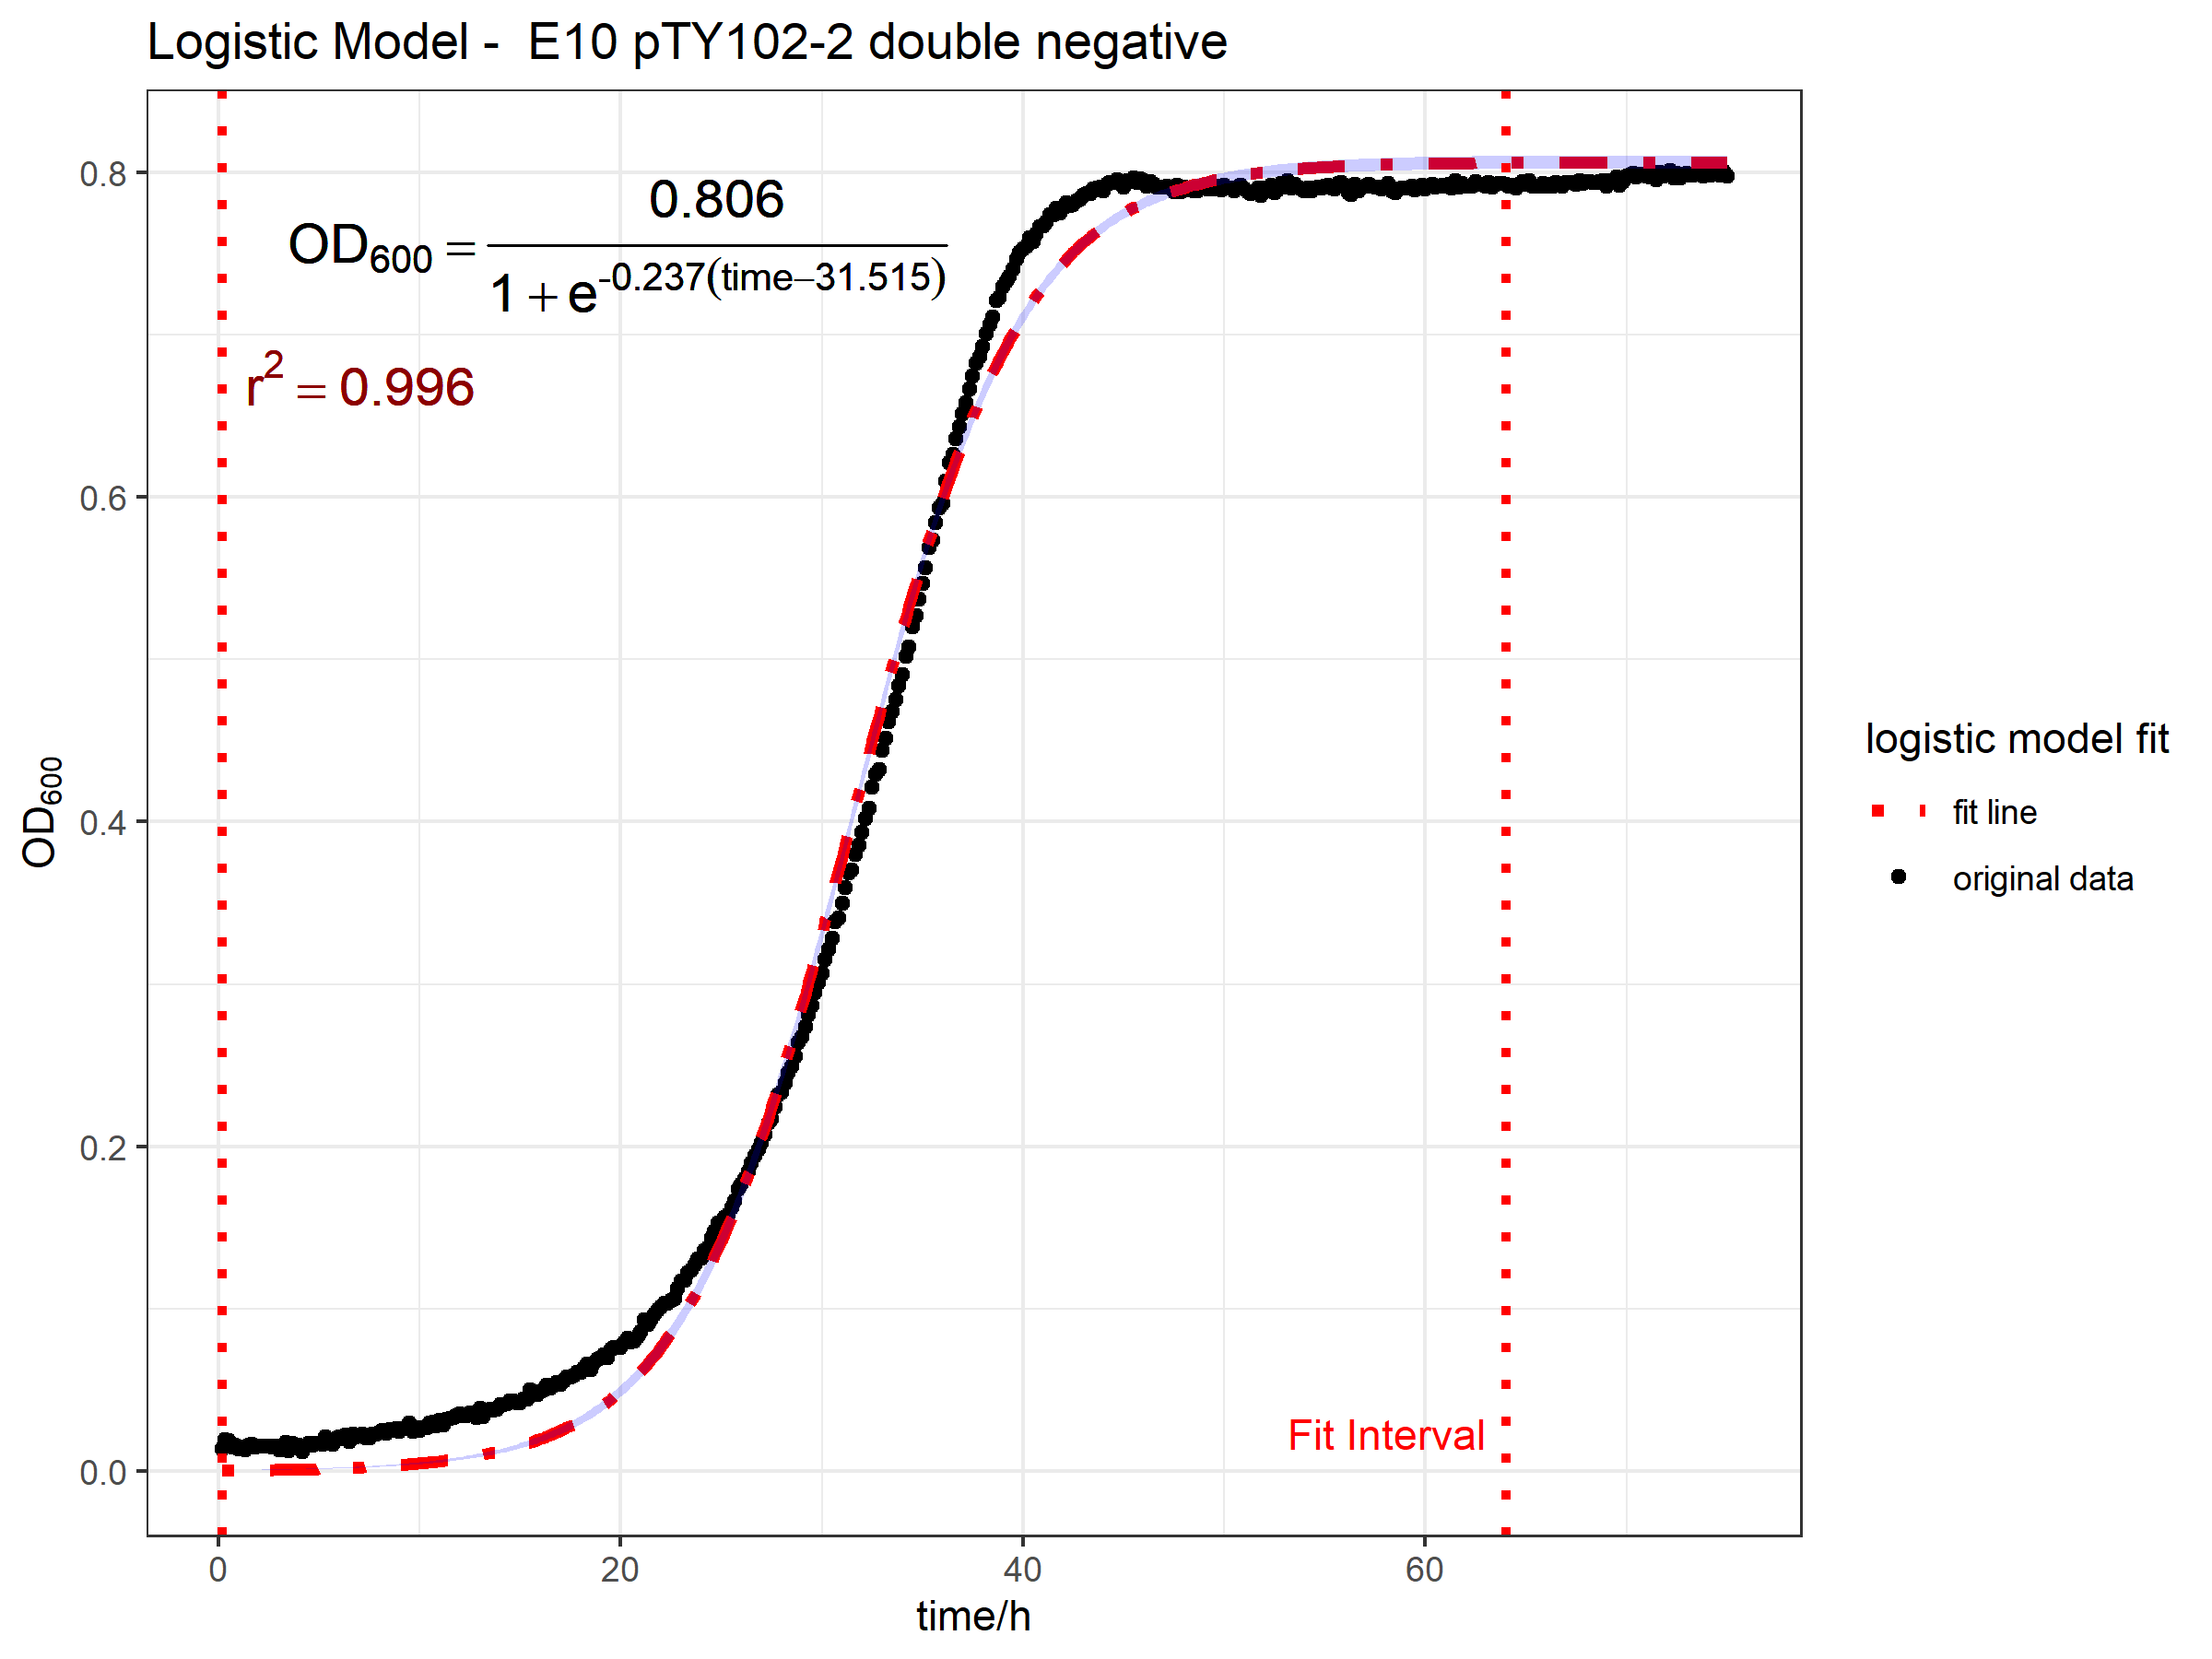 Logistic Model -  E10 pTY102-2 double negative
OD600 = 0.806 / 1 + e^-0.237(time−31.515)
r² = 0.996
0.8
0.6
0.4
0.2
0.0
OD600
Fit Interval
0 20 40 60
time/h
logistic model fit
fit line
original data